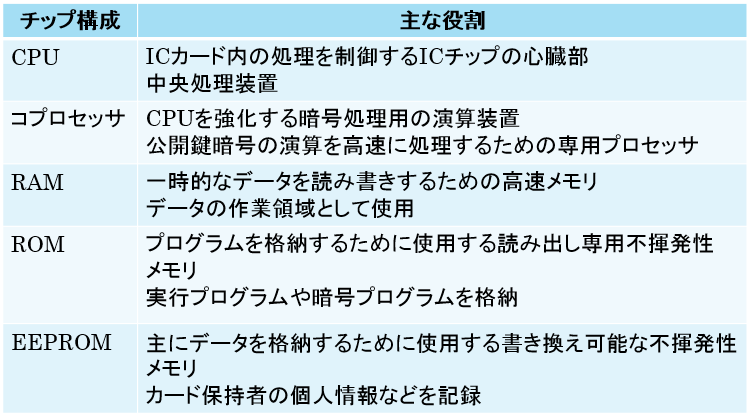 チップ構成 主な役割
CPU ICカード内の処理を制御するICチップの心臓部
中央処理装置
コプロセッサ CPUを強化する暗号処理用の演算装置
公開鍵暗号の演算を高速に処理するための専用プロセッサ
RAM 一時的なデータを読み書きするための高速メモリ
データの作業領域として使用
ROM プログラムを格納するために使用する読み出し専用不揮発性
メモリ
実行プログラムや暗号プログラムを格納
EEPROM 主にデータを格納するために使用する書き換え可能な不揮発性
メモリ
カード保持者の個人情報などを記録